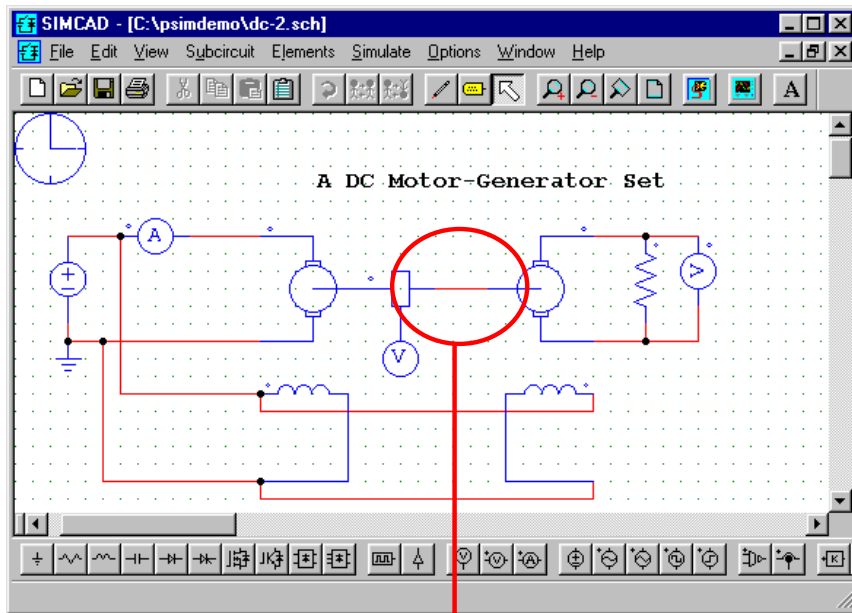 SIMCAD - [C:\psimdemo\dc-2.sch]
File Edit View Subcircuit Elements Simulate Options Window Help
A
A DC Motor-Generator Set
A
V
V
K